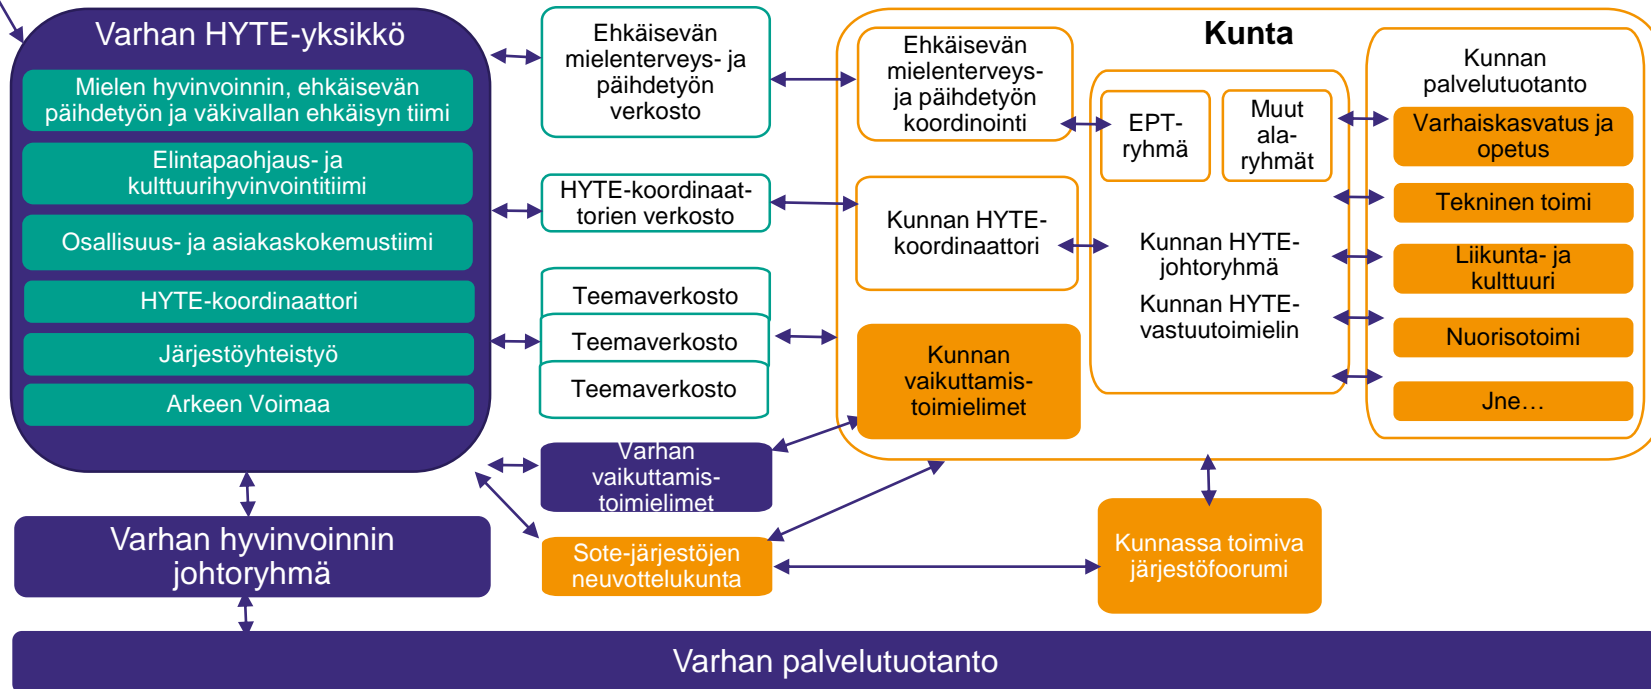 Varhan HYTE-yksikkö
Mielen hyvinvoinnin, ehkäisevän
päihdetyön ja väkivallan ehkäisyn tiimi
Elintapaohjaus- ja
kulttuurihyvinvointitiimi
Osallisuus- ja asiakaskokemustiimi
HYTE-koordinaattori
Järjestöyhteistyö
Arkeen Voimaa
Varhan hyvinvoinnin
johtoryhmä
Ehkäisevän
mielenterveys- ja
päihdetyön
verkosto
HYTE-koordinaat-
torien verkosto
Teemaverkosto
Teemaverkosto
Teemaverkosto
Varhan
vaikuttamis-
toimielimet
Sote-järjestöjen
neuvottelukunta
Kunta
Ehkäisevän
mielenterveys-
ja päihdetyön
koordinointi
Kunnan HYTE-
koordinaattori
Kunnan
vaikuttamis-
toimielimet
EPT-
ryhmä
Muut
ala-
ryhmät
Kunnan HYTE-
johtoryhmä
Kunnan HYTE-
vastuutoimielin
Kunnan
palvelutuotanto
Varhaiskasvatus ja
opetus
Tekninen toimi
Liikunta- ja
kulttuuri
Nuorisotoimi
Jne…
Kunnassa toimiva
järjestöfoorumi
Varhan palvelutuotanto